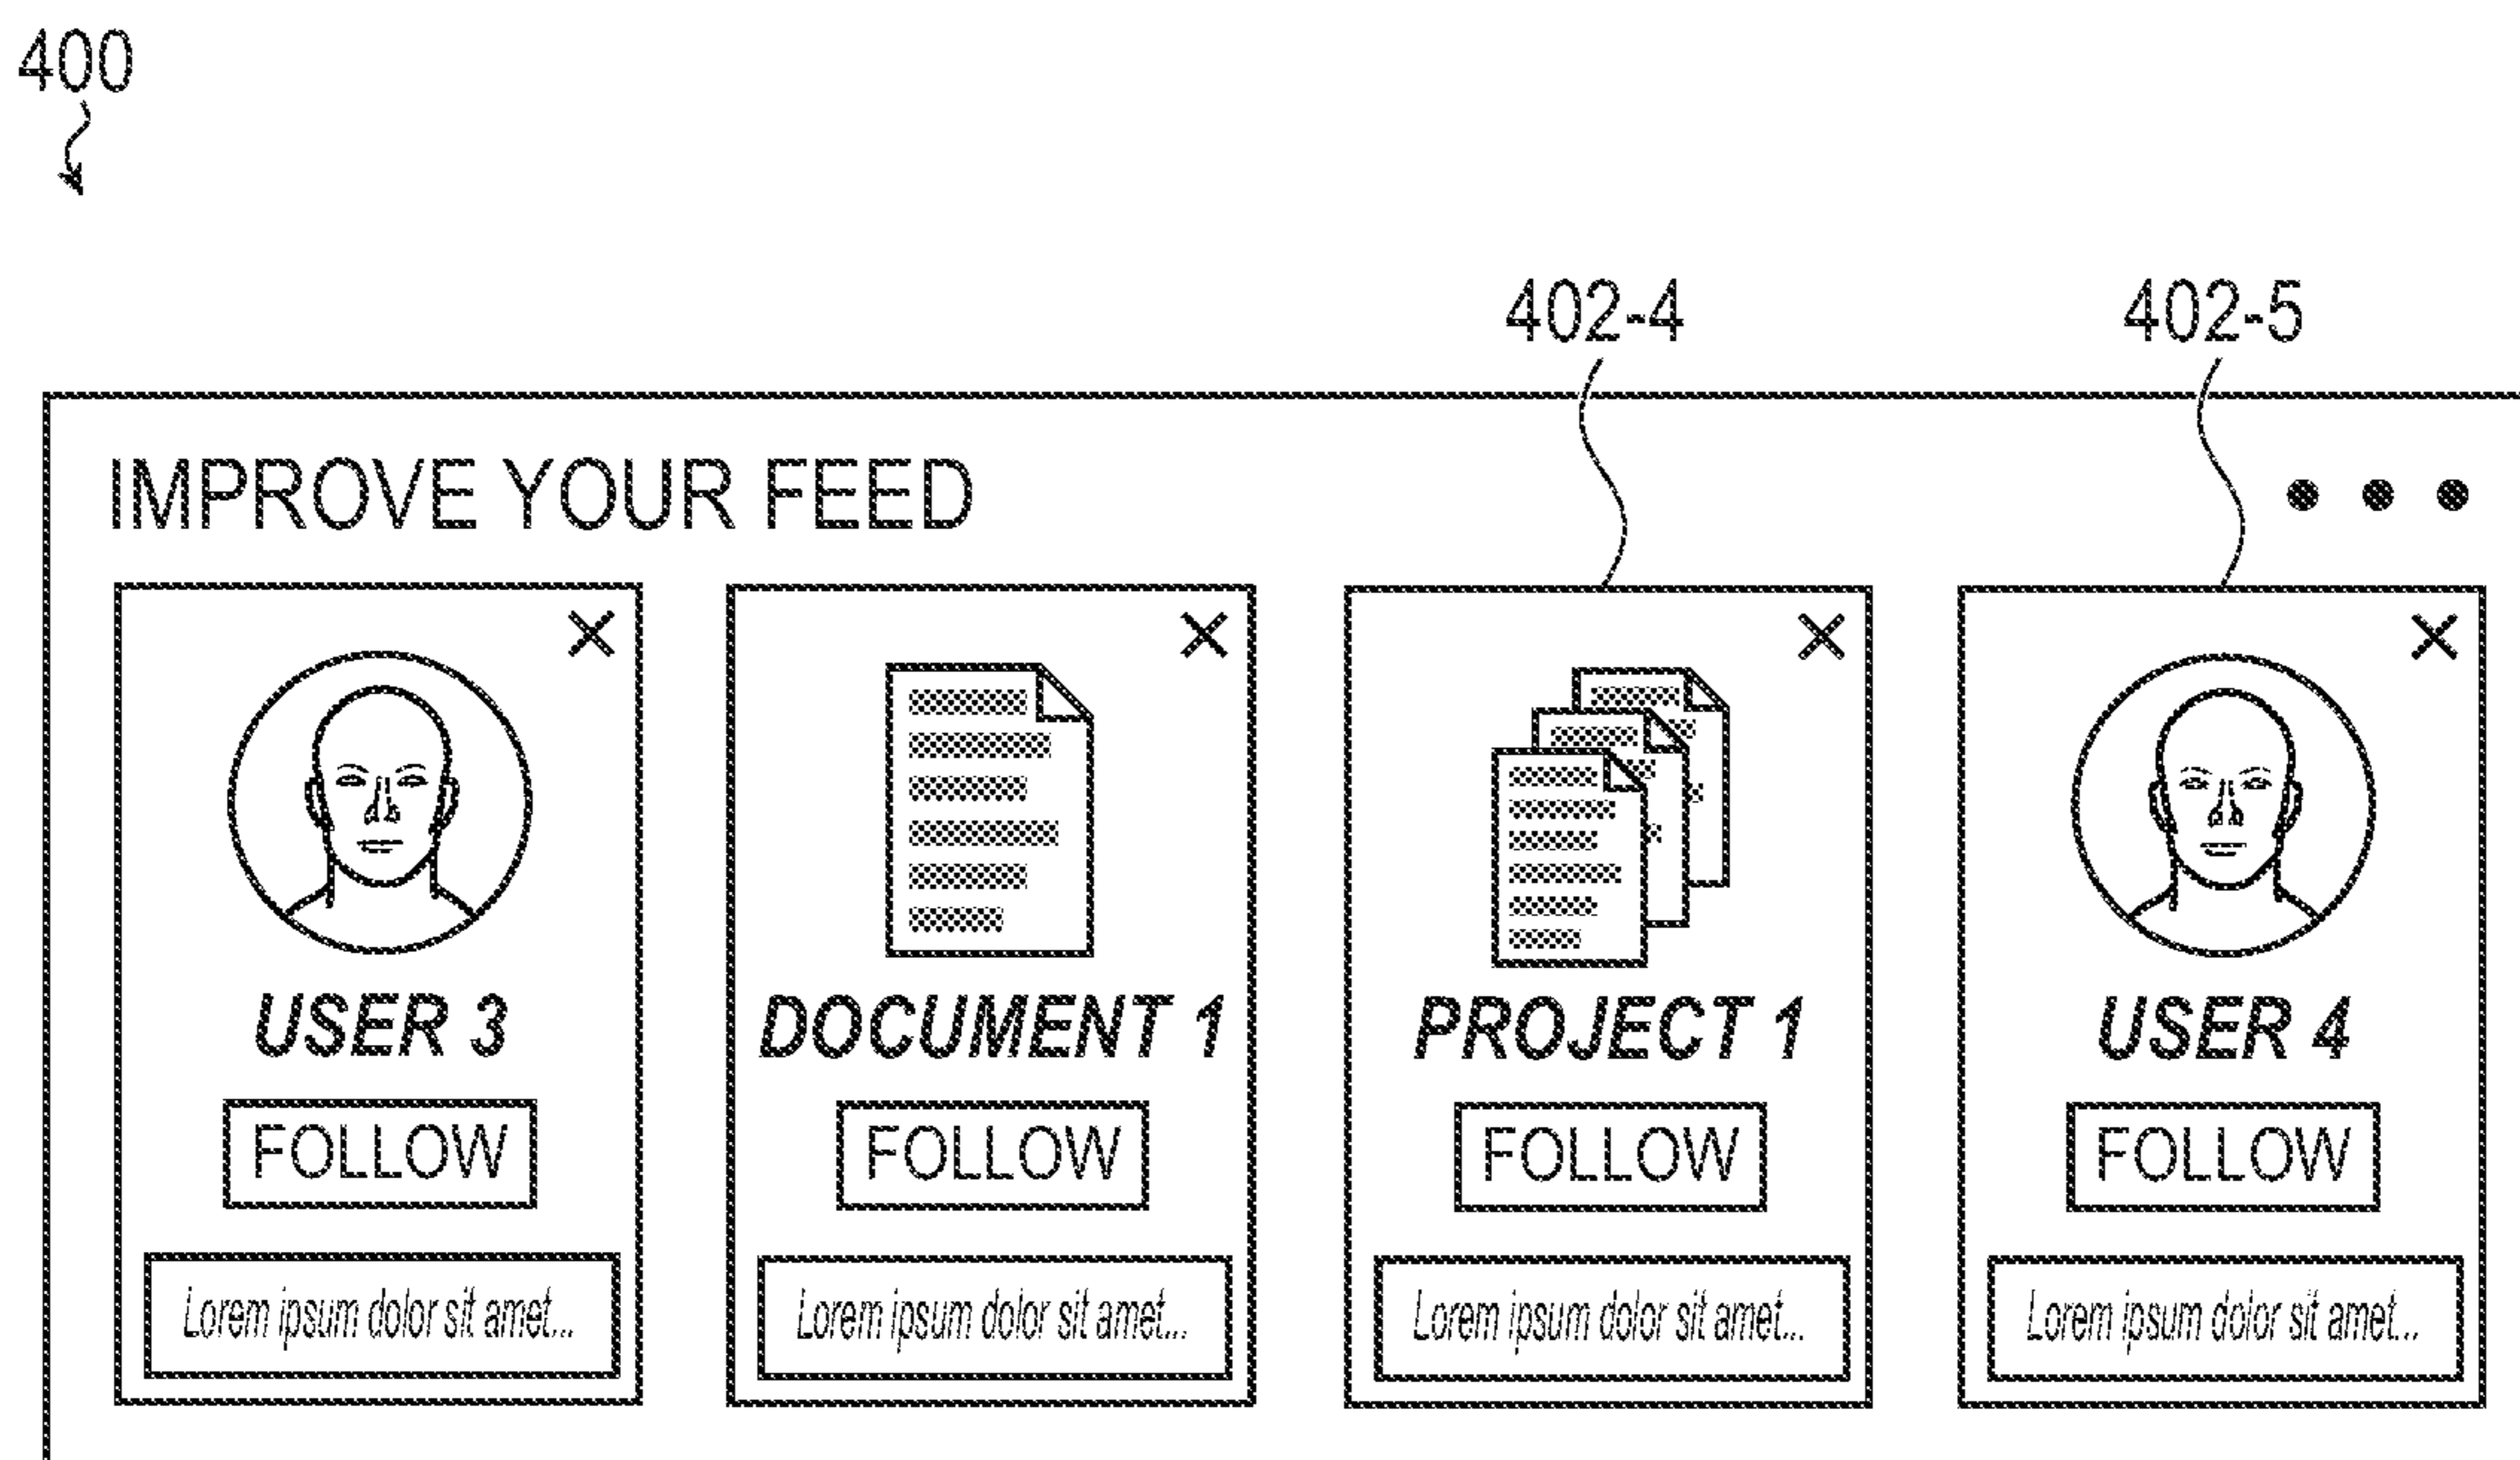 400
402-4 402-5
IMPROVE YOUR FEED
USER 3 DOCUMENT 1 PROJECT 1 USER 4
FOLLOW FOLLOW FOLLOW FOLLOW
Lorem ipsum dolor sit amet... Lorem ipsum dolor sit amet... Lorem ipsum dolor sit amet... Lorem ipsum dolor sit amet...